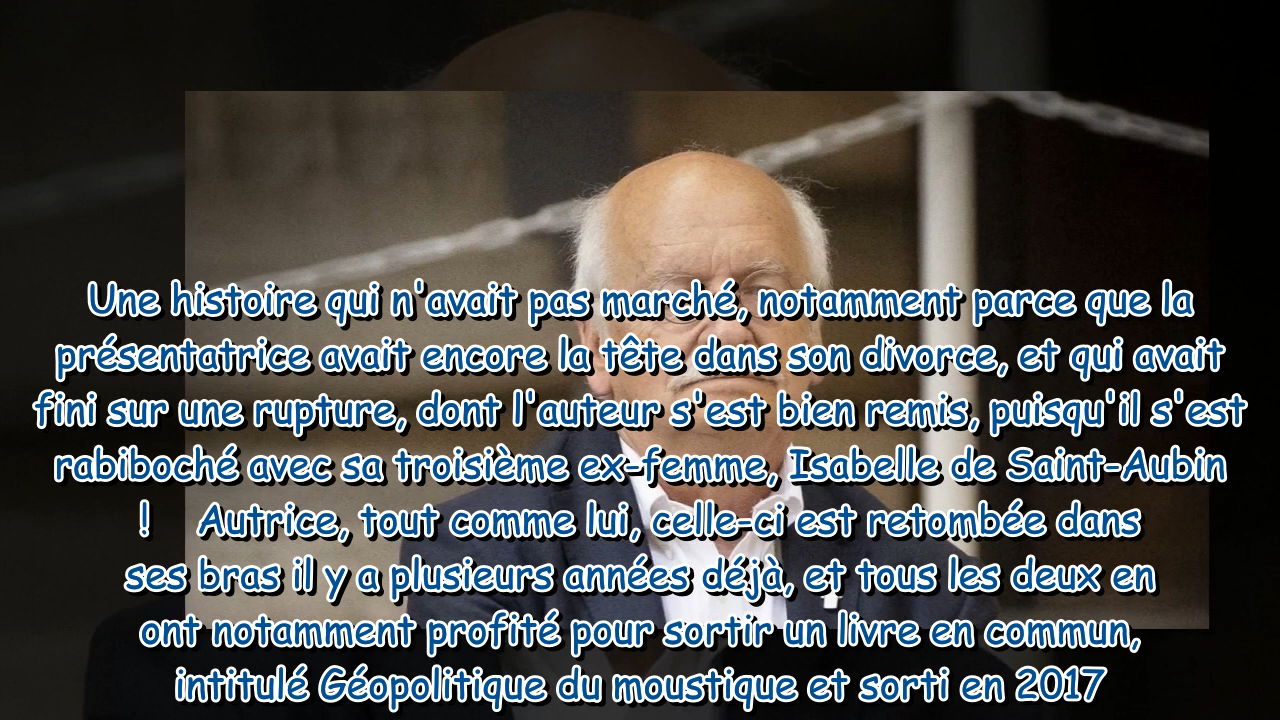 Une histoire qui n'avait pas marché, notamment parce que la
présentatrice avait encore la tête dans son divorce, et qui avait
fini sur une rupture, dont l'auteur s'est bien remis, puisqu'il s'est
rabiboché avec sa troisième ex-femme, Isabelle de Saint-Aubin
! Autrice, tout comme lui, celle-ci est retombée dans
ses bras il y a plusieurs années déjà, et tous les deux en
ont notamment profité pour sortir un livre en commun,
intitulé Géopolitique du moustique et sorti en 2017